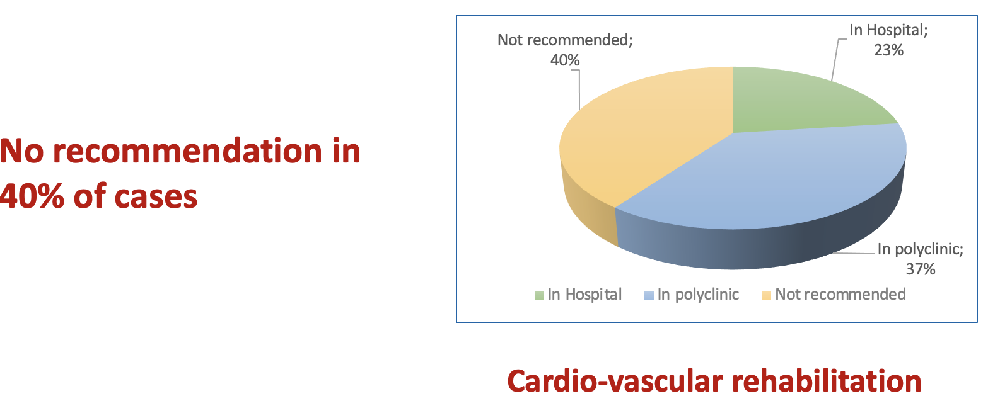 No recommendation in
40% of cases
Not recommended;
40%
In Hospital;
23%
In polyclinic;
37%
In Hospital
In polyclinic
Not recommended
Cardio-vascular rehabilitation